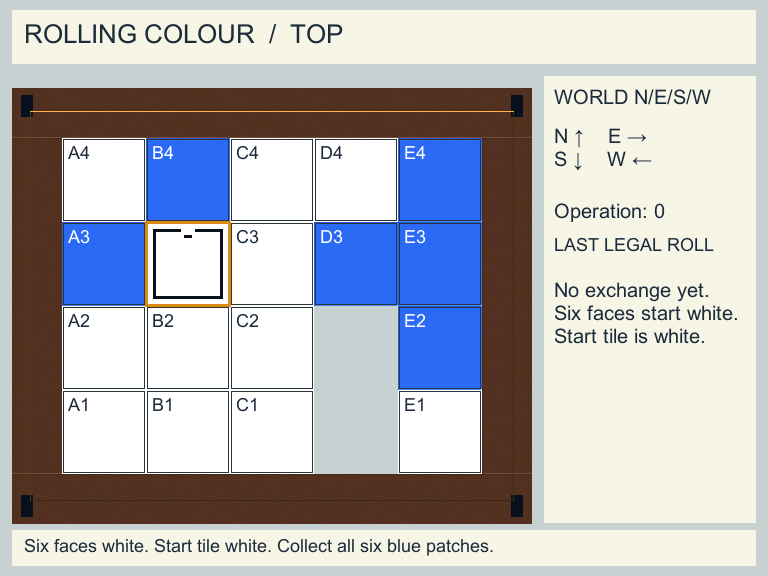 ROLLING COLOUR / TOP
WORLD N/E/S/W
N ↑ E →
S ↓ W ←
Operation: 0
LAST LEGAL ROLL
No exchange yet.
Six faces start white.
Start tile is white.
A4 B4 C4 D4 E4
A3 C3 D3 E3
A2 B2 C2 E2
A1 B1 C1 E1
Six faces white. Start tile white. Collect all six blue patches.